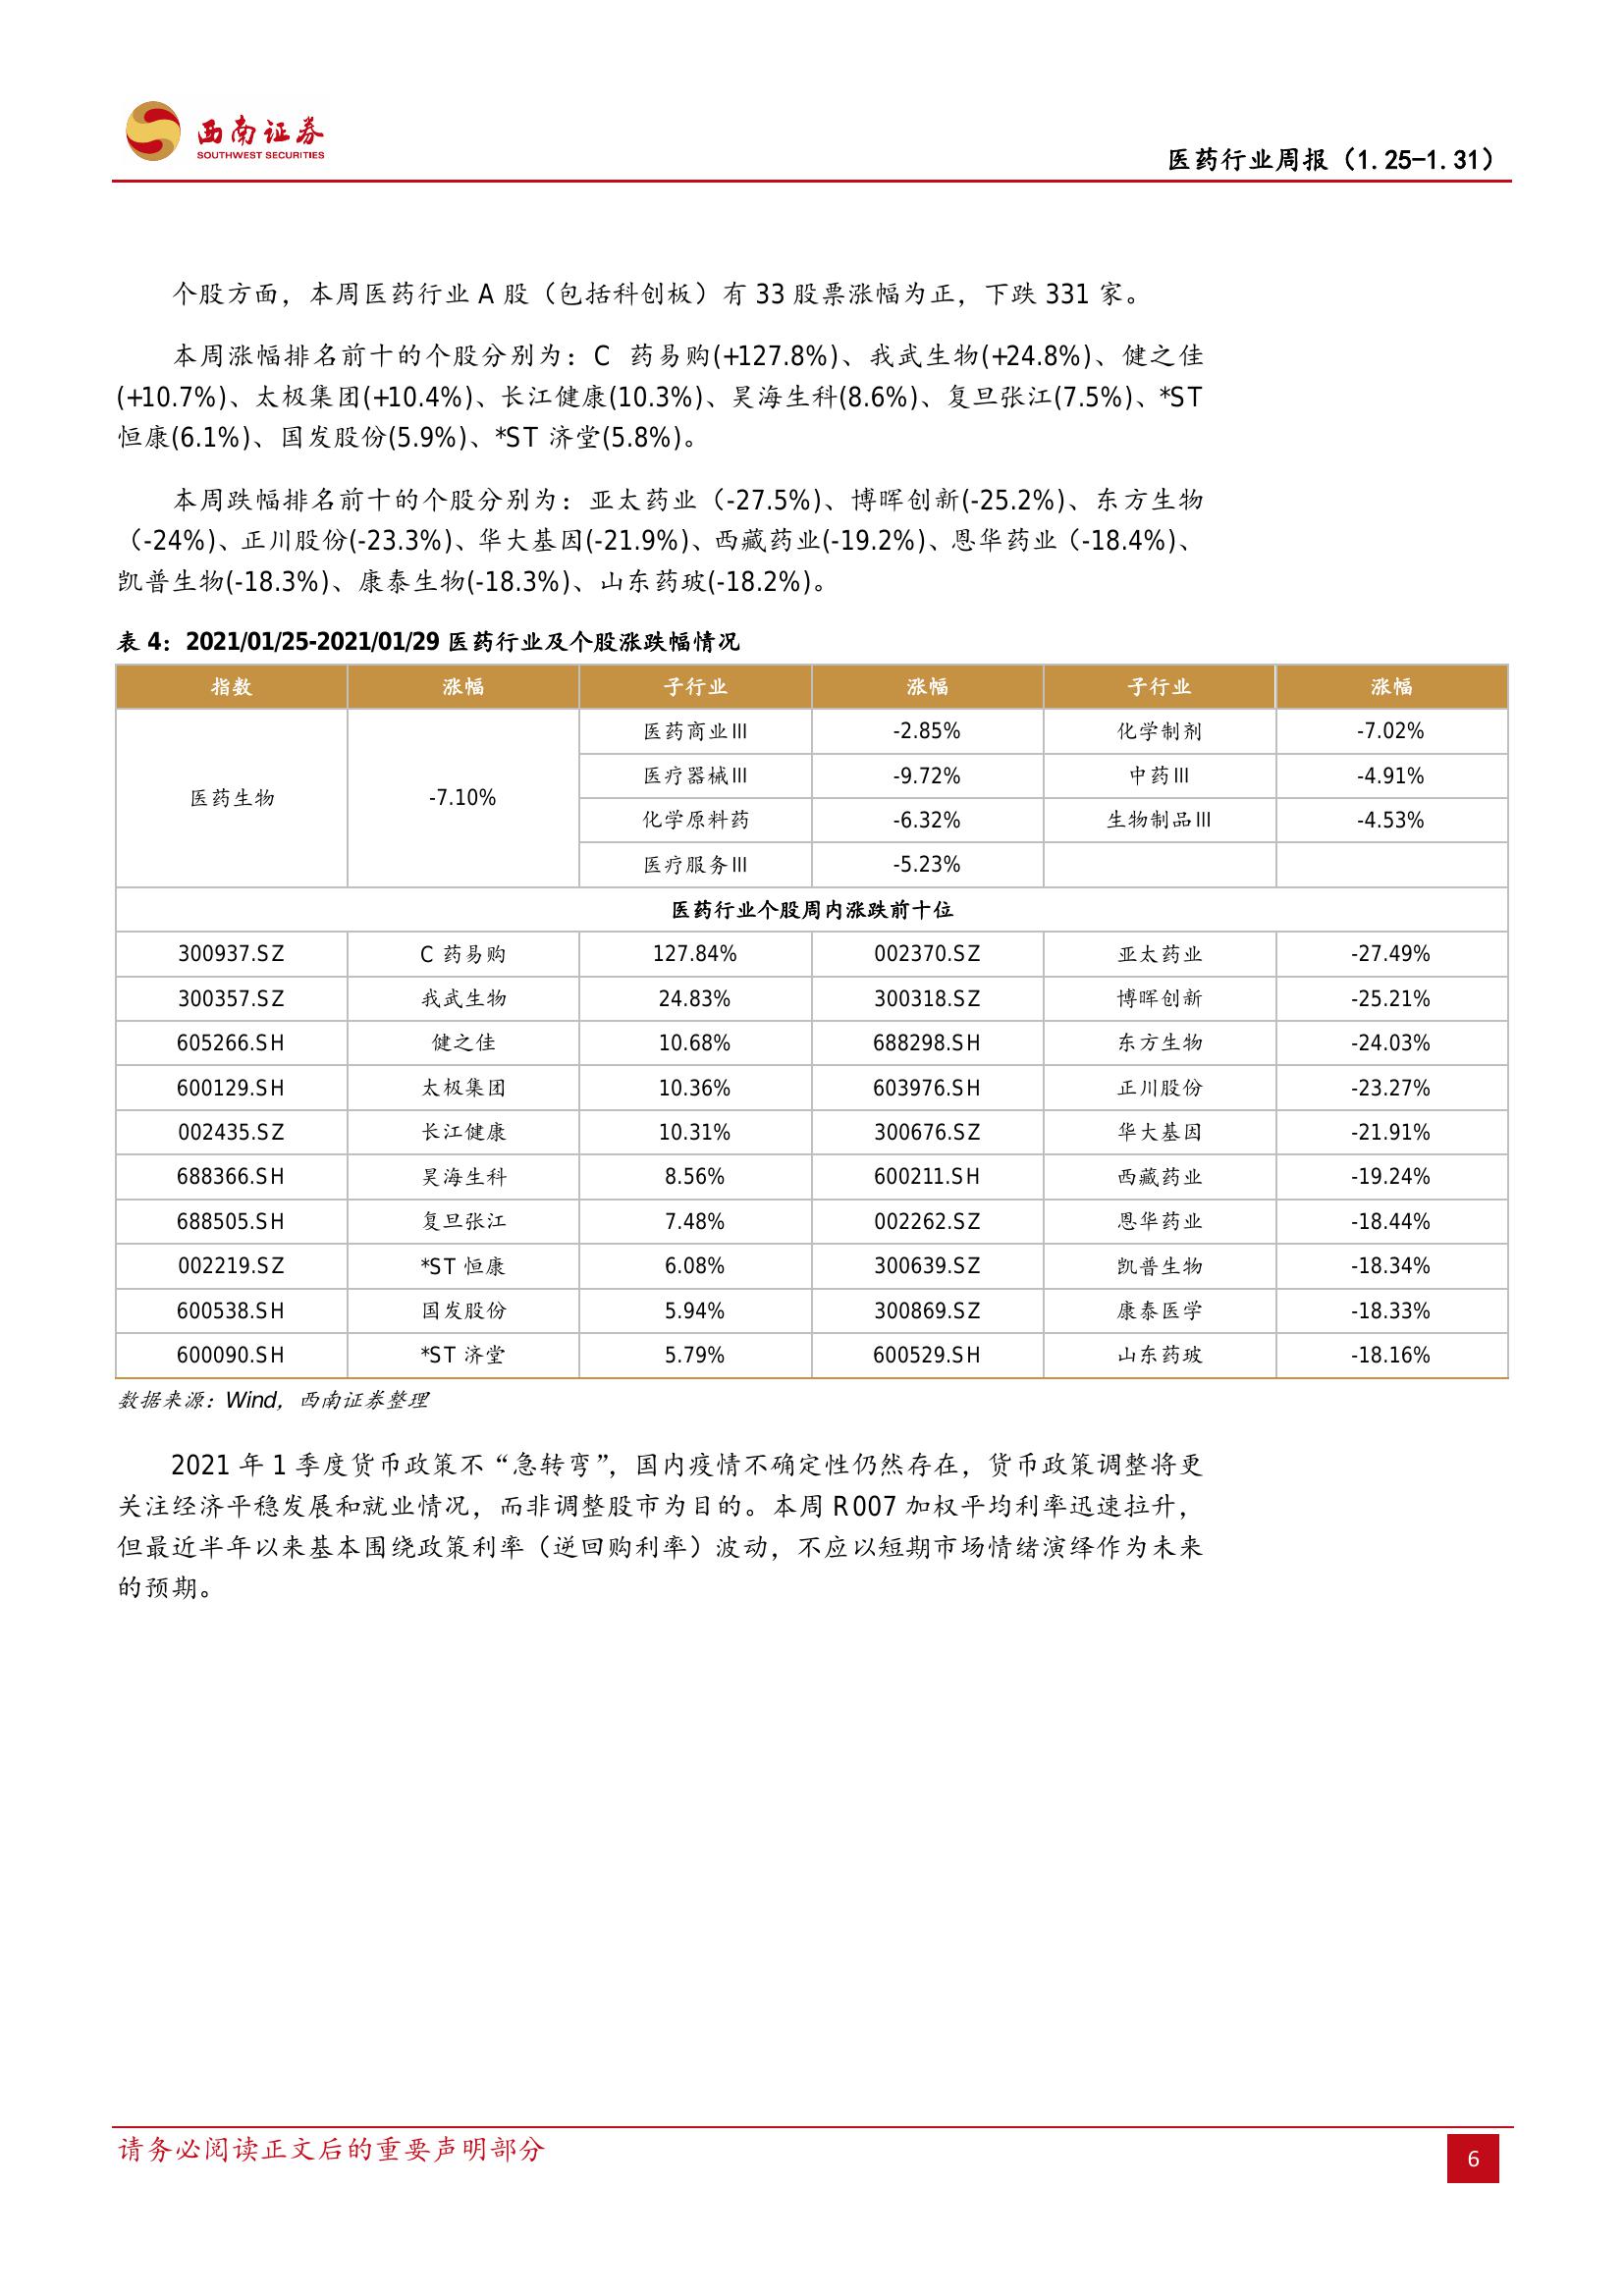 西南证券
SOUTHWEST SECURITIES
医药行业周报（1.25-1.31）
个股方面，本周医药行业 A 股（包括科创板）有 33 股票涨幅为正，下跌 331 家。
本周涨幅排名前十的个股分别为：C 药易购(+127.8%)、我武生物(+24.8%)、健之佳
(+10.7%)、太极集团(+10.4%)、长江健康(10.3%)、昊海生科(8.6%)、复旦张江(7.5%)、*ST
恒康(6.1%)、国发股份(5.9%)、*ST 济堂(5.8%)。
本周跌幅排名前十的个股分别为：亚太药业（-27.5%)、博晖创新(-25.2%)、东方生物
（-24%)、正川股份(-23.3%)、华大基因(-21.9%)、西藏药业(-19.2%)、恩华药业（-18.4%)、
凯普生物(-18.3%)、康泰生物(-18.3%)、山东药玻(-18.2%)。
表 4：2021/01/25-2021/01/29 医药行业及个股涨跌幅情况
指数 涨幅 子行业 涨幅 子行业 涨幅
医药商业Ⅲ -2.85% 化学制剂 -7.02%
医疗器械Ⅲ -9.72% 中药Ⅲ -4.91%
医药生物 -7.10%
化学原料药 -6.32% 生物制品Ⅲ -4.53%
医疗服务Ⅲ -5.23%
医药行业个股周内涨跌前十位
300937.SZ C 药易购 127.84% 002370.SZ 亚太药业 -27.49%
300357.SZ 我武生物 24.83% 300318.SZ 博晖创新 -25.21%
605266.SH 健之佳 10.68% 688298.SH 东方生物 -24.03%
600129.SH 太极集团 10.36% 603976.SH 正川股份 -23.27%
002435.SZ 长江健康 10.31% 300676.SZ 华大基因 -21.91%
688366.SH 昊海生科 8.56% 600211.SH 西藏药业 -19.24%
688505.SH 复旦张江 7.48% 002262.SZ 恩华药业 -18.44%
002219.SZ *ST 恒康 6.08% 300639.SZ 凯普生物 -18.34%
600538.SH 国发股份 5.94% 300869.SZ 康泰医学 -18.33%
600090.SH *ST 济堂 5.79% 600529.SH 山东药玻 -18.16%
数据来源：Wind，西南证券整理
2021 年 1 季度货币政策不“急转弯”，国内疫情不确定性仍然存在，货币政策调整将更
关注经济平稳发展和就业情况，而非调整股市为目的。本周 R007 加权平均利率迅速拉升，
但最近半年以来基本围绕政策利率（逆回购利率）波动，不应以短期市场情绪演绎作为未来
的预期。
请务必阅读正文后的重要声明部分
6